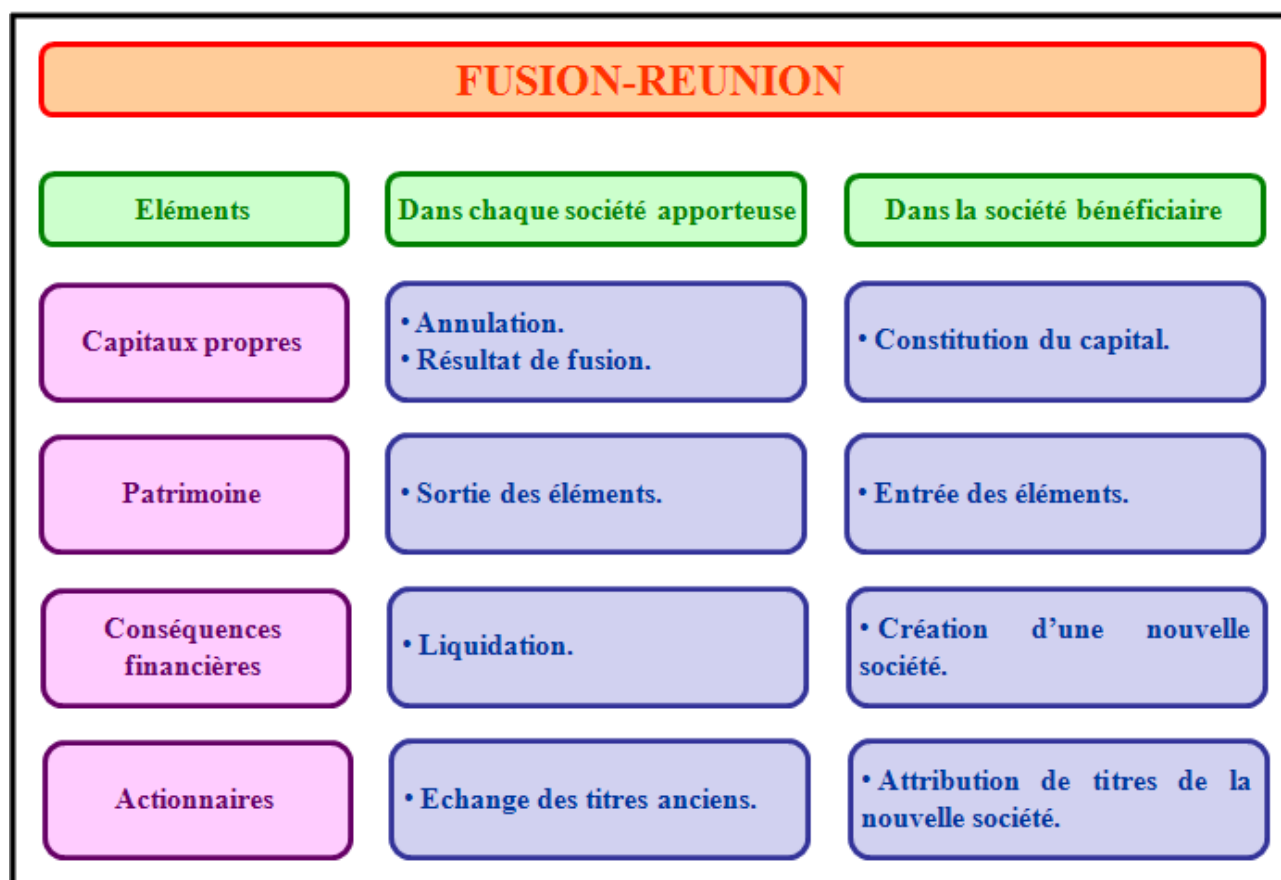 FUSION-REUNION
Eléments
Dans chaque société apporteuse
Dans la société bénéficiaire
Capitaux propres
• Annulation.
• Résultat de fusion.
• Constitution du capital.
Patrimoine
• Sortie des éléments.
• Entrée des éléments.
Conséquences
financières
• Liquidation.
• Création d’une nouvelle
société.
Actionnaires
• Echange des titres anciens.
• Attribution de titres de la
nouvelle société.